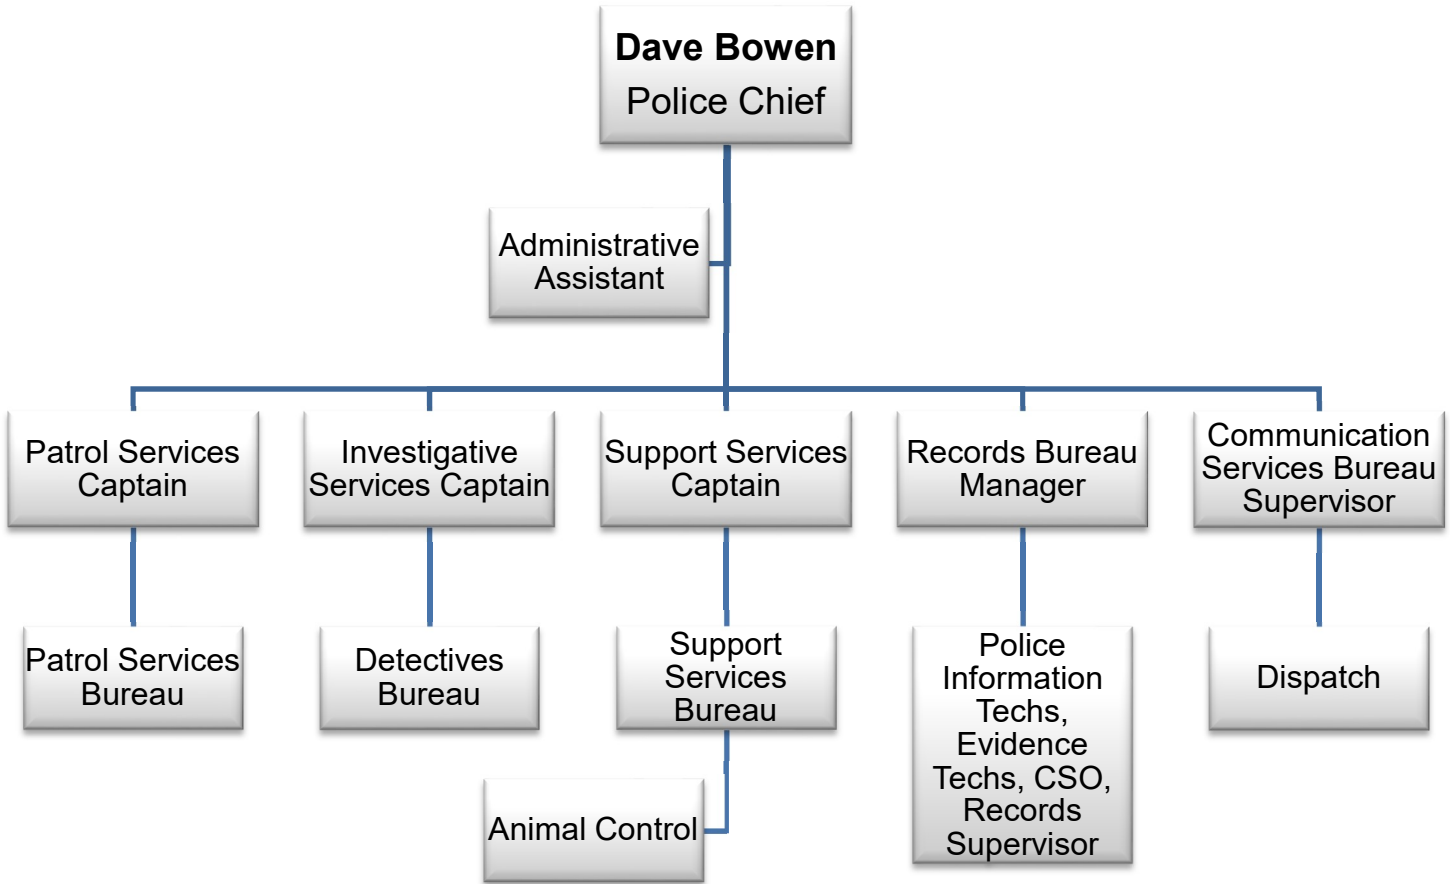 Dave Bowen
Police Chief
Administrative
Assistant
Patrol Services
Captain
Investigative
Services Captain
Support Services
Captain
Records Bureau
Manager
Communication
Services Bureau
Supervisor
Patrol Services
Bureau
Detectives
Bureau
Support
Services
Bureau
Police
Information
Techs,
Evidence
Techs, CSO,
Records
Supervisor
Dispatch
Animal Control